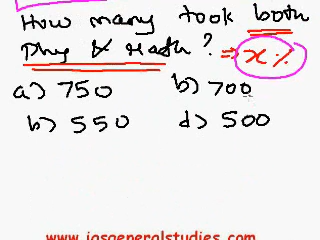 How many took both
Phy & Math ? ⇒ x %
a) 750 b) 700
b) 550 d) 500
www.iasgeneralstudies.com